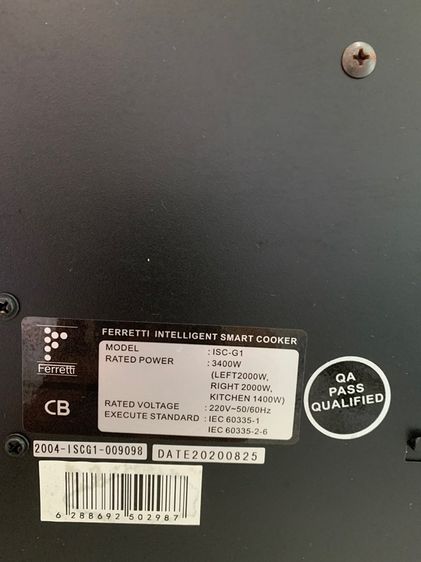 FERRETTI INTELLIGENT SMART COOKER
MODEL : ISC-G1
RATED POWER : 3400W
(LEFT2000W,
RIGHT 2000W,
KITCHEN 1400W)
RATED VOLTAGE : 220V~50/60Hz
EXECUTE STANDARD : IEC 60335-1
IEC 60335-2-6
Ferretti
CB
QA
PASS
QUALIFIED
2004-ISCG1-009098
DATE20200825
6 288692 502987